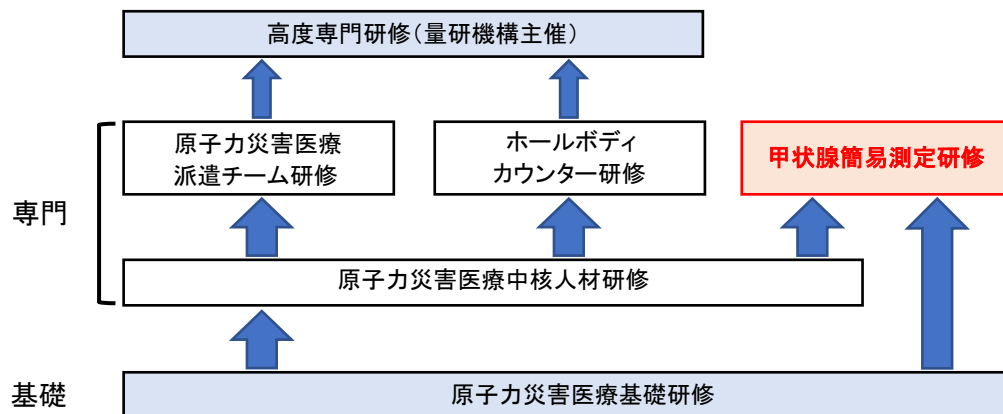 高度専門研修(量研機構主催)
専門
原子力災害医療
派遣チーム研修
ホールボディ
カウンター研修
甲状腺簡易測定研修
原子力災害医療中核人材研修
基礎
原子力災害医療基礎研修